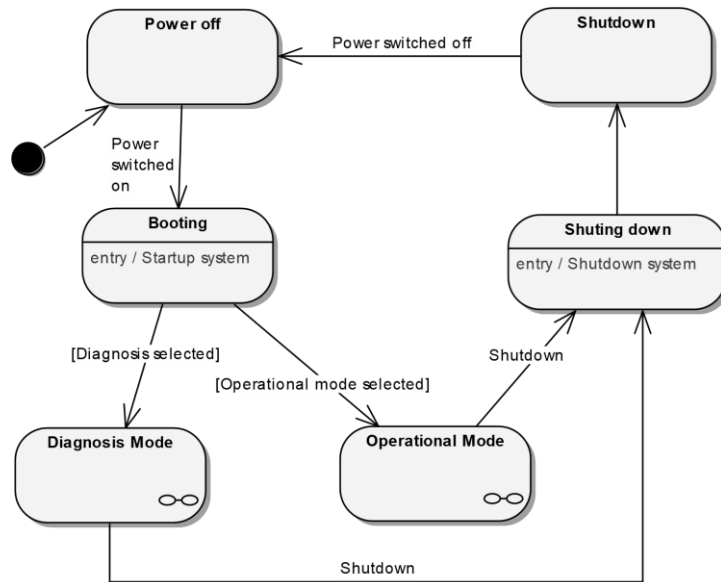 Power off
Shutdown
Power switched off
Power
switched
on
Booting
entry / Startup system
Shuting down
entry / Shutdown system
[Diagnosis selected]
Shutdown
[Operational mode selected]
Diagnosis Mode
Operational Mode
Shutdown